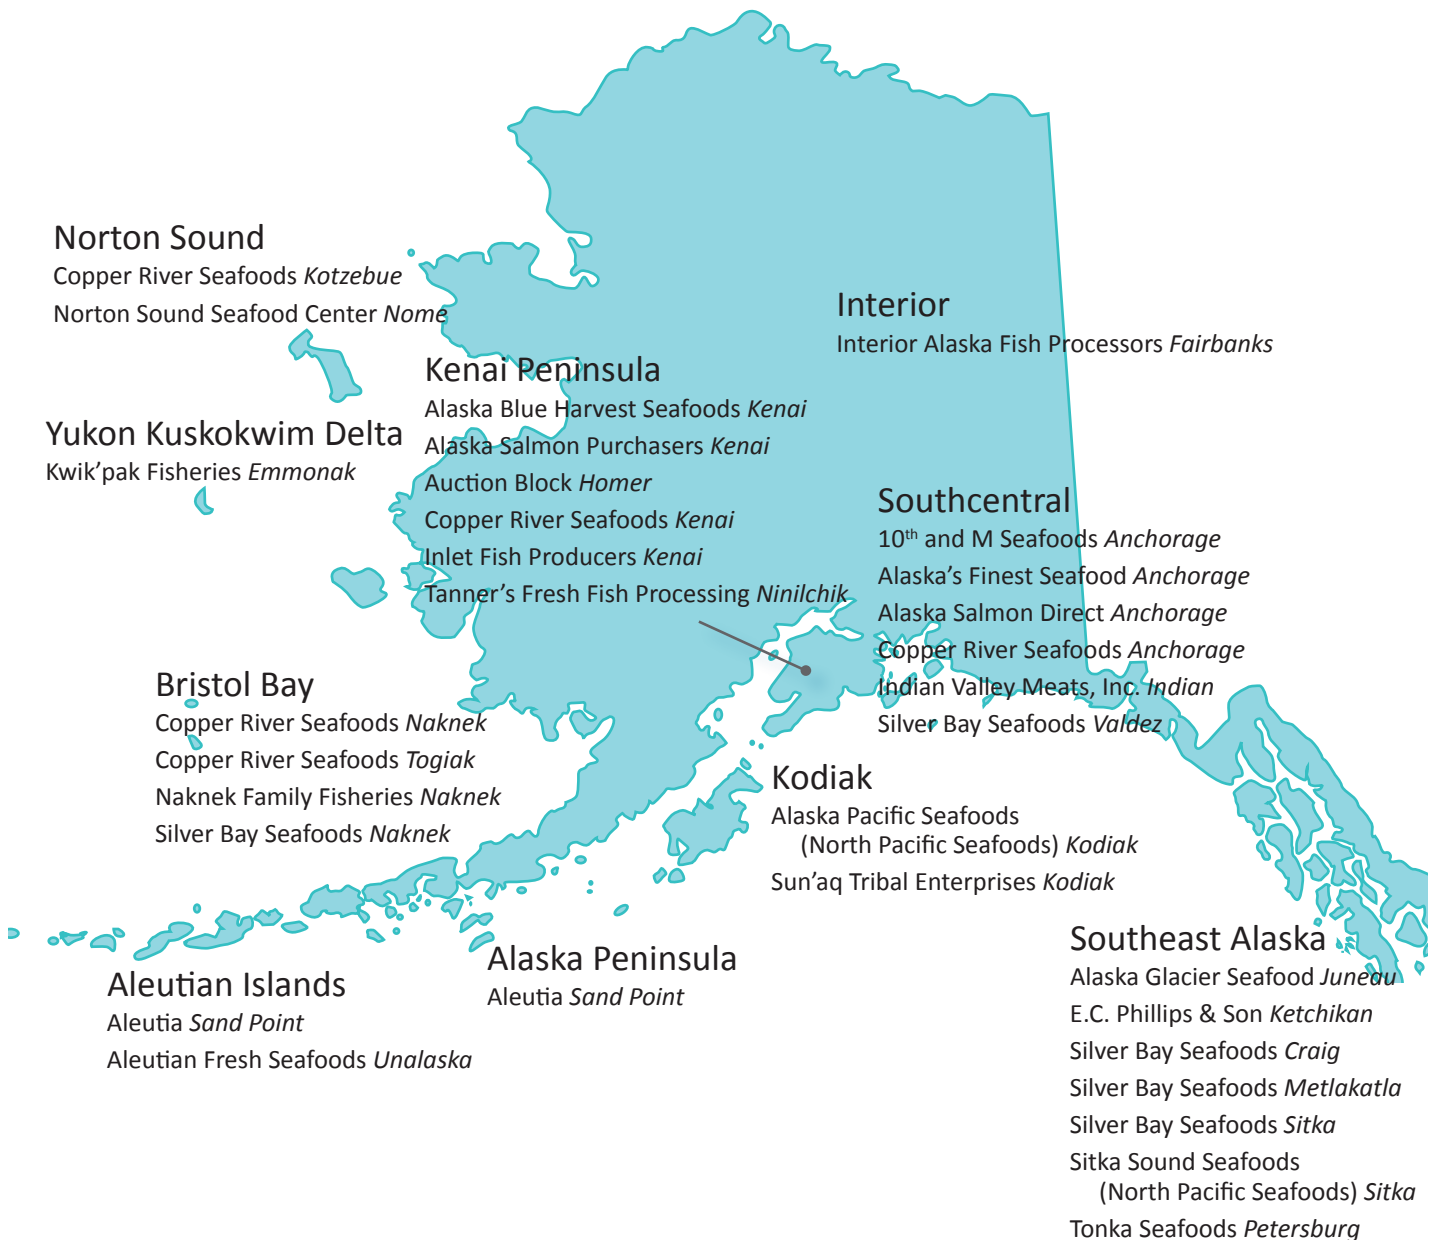 Norton Sound
Copper River Seafoods Kotzebue
Norton Sound Seafood Center Nome
Interior
Interior Alaska Fish Processors Fairbanks
Kenai Peninsula
Alaska Blue Harvest Seafoods Kenai
Alaska Salmon Purchasers Kenai
Auction Block Homer
Copper River Seafoods Kenai
Inlet Fish Producers Kenai
Tanner's Fresh Fish Processing Ninilchik
Yukon Kuskokwim Delta
Kwik'pak Fisheries Emmonak
Southcentral
10th and M Seafoods Anchorage
Alaska's Finest Seafood Anchorage
Alaska Salmon Direct Anchorage
Copper River Seafoods Anchorage
Indian Valley Meats, Inc. Indian
Silver Bay Seafoods Valdez
Bristol Bay
Copper River Seafoods Naknek
Copper River Seafoods Togiak
Naknek Family Fisheries Naknek
Silver Bay Seafoods Naknek
Kodiak
Alaska Pacific Seafoods
(North Pacific Seafoods) Kodiak
Sun'aq Tribal Enterprises Kodiak
Aleutian Islands
Aleutia Sand Point
Aleutian Fresh Seafoods Unalaska
Alaska Peninsula
Aleutia Sand Point
Southeast Alaska
Alaska Glacier Seafood Juneau
E.C. Phillips & Son Ketchikan
Silver Bay Seafoods Craig
Silver Bay Seafoods Metlakatla
Silver Bay Seafoods Sitka
Sitka Sound Seafoods
(North Pacific Seafoods) Sitka
Tonka Seafoods Petersburg